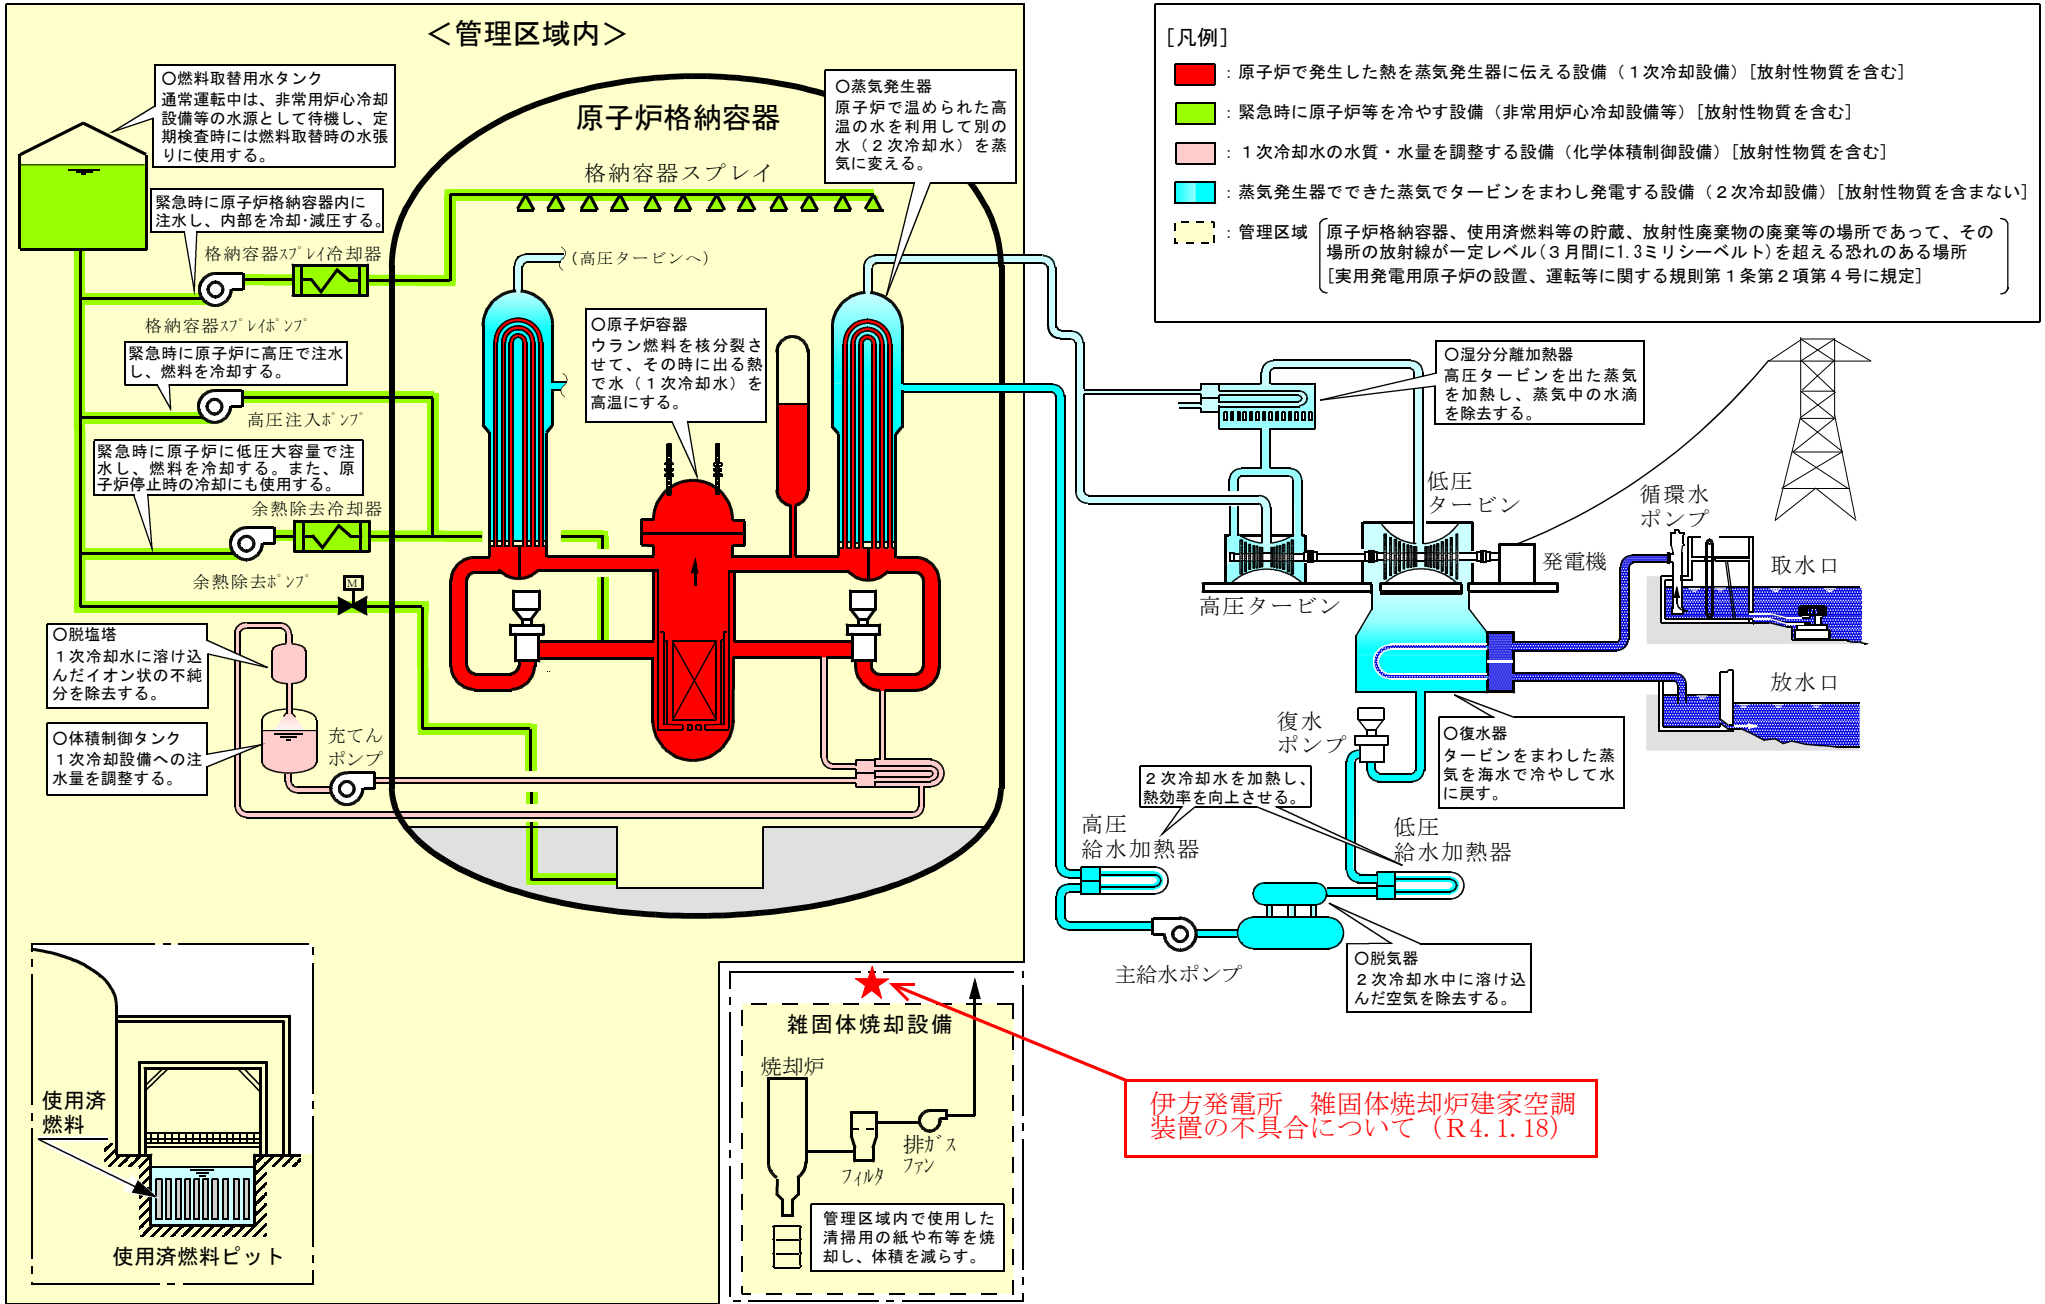 ＜管理区域内＞
○燃料取替用水タンク
通常運転中は、非常用炉心冷却
設備等の水源として待機し、定
期検査時には燃料取替時の水張
りに使用する。
緊急時に原子炉格納容器内に
注水し、内部を冷却･減圧する。
格納容器ｽﾌﾟﾚｲ冷却器
格納容器ｽﾌﾟﾚｲﾎﾟﾝﾌﾟ
緊急時に原子炉に高圧で注水
し、燃料を冷却する。
高圧注入ﾎﾟﾝﾌﾟ
緊急時に原子炉に低圧大容量で注
水し、燃料を冷却する。また、原
子炉停止時の冷却にも使用する。
余熱除去冷却器
余熱除去ﾎﾟﾝﾌﾟ
M
○脱塩塔
１次冷却水に溶け込
んだイオン状の不純
分を除去する。
○体積制御タンク
１次冷却設備への注
水量を調整する。
充てん
ポンプ
原子炉格納容器
格納容器スプレイ
○蒸気発生器
原子炉で温められた高
温の水を利用して別の
水（２次冷却水）を蒸
気に変える。
（高圧タービンへ）
○原子炉容器
ウラン燃料を核分裂さ
せて、その時に出る熱
で水（１次冷却水）を
高温にする。
[凡例]
：原子炉で発生した熱を蒸気発生器に伝える設備（１次冷却設備）[放射性物質を含む]
：緊急時に原子炉等を冷やす設備（非常用炉心冷却設備等）[放射性物質を含む]
：１次冷却水の水質・水量を調整する設備（化学体積制御設備）[放射性物質を含む]
：蒸気発生器でできた蒸気でタービンをまわし発電する設備（２次冷却設備）[放射性物質を含まない]
：管理区域
原子炉格納容器、使用済燃料等の貯蔵、放射性廃棄物の廃棄等の場所であって、その
場所の放射線が一定レベル(３月間に1.3ミリシーベルト)を超える恐れのある場所
[実用発電用原子炉の設置、運転等に関する規則第１条第２項第４号に規定]
○湿分分離加熱器
高圧タービンを出た蒸気
を加熱し、蒸気中の水滴
を除去する。
低圧
タービン
高圧タービン
発電機
循環水
ポンプ
取水口
放水口
復水
ポンプ
○復水器
タービンをまわした蒸
気を海水で冷やして水
に戻す。
２次冷却水を加熱し、
熱効率を向上させる。
高圧
給水加熱器
低圧
給水加熱器
主給水ポンプ
○脱気器
２次冷却水中に溶け込
んだ空気を除去する。
使用済
燃料
使用済燃料ピット
雑固体焼却設備
焼却炉
フィルタ
排ｶﾞｽ
ファン
管理区域内で使用した
清掃用の紙や布等を焼
却し、体積を減らす。
伊方発電所　雑固体焼却炉建家空調
装置の不具合について（Ｒ4.1.18）